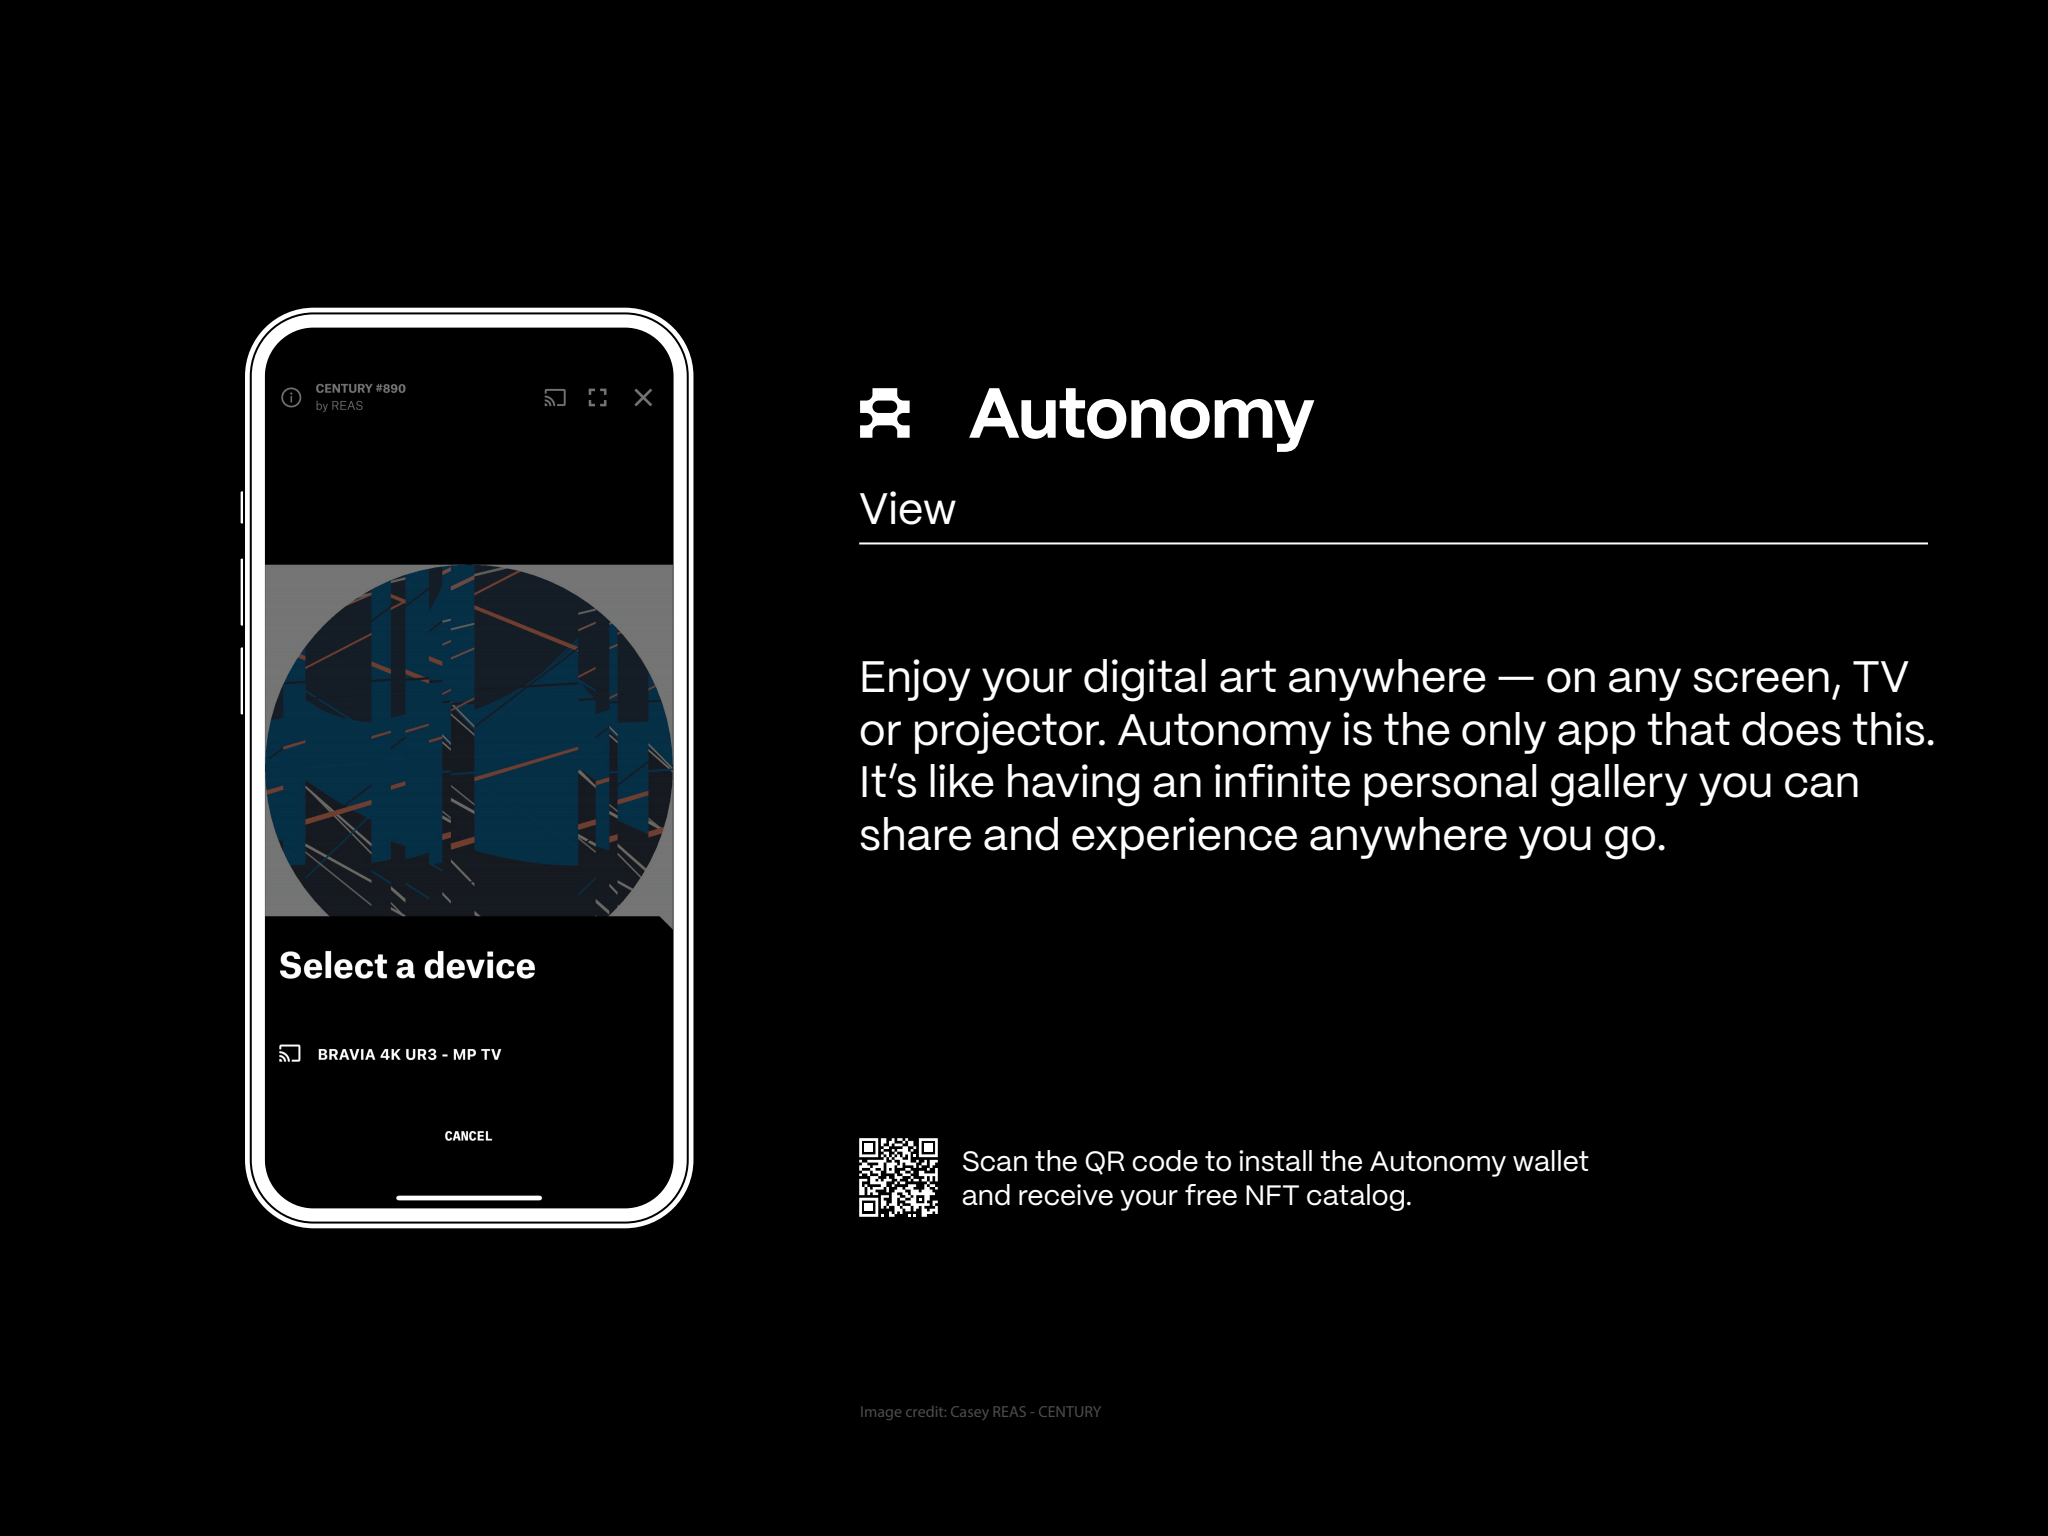 CENTURY #890
by REAS
Select a device
BRAVIA 4K UR3 - MP TV
CANCEL
Autonomy
View
Enjoy your digital art anywhere — on any screen, TV
or projector. Autonomy is the only app that does this.
It’s like having an infinite personal gallery you can
share and experience anywhere you go.
Scan the QR code to install the Autonomy wallet
and receive your free NFT catalog.
Image credit: Casey REAS - CENTURY